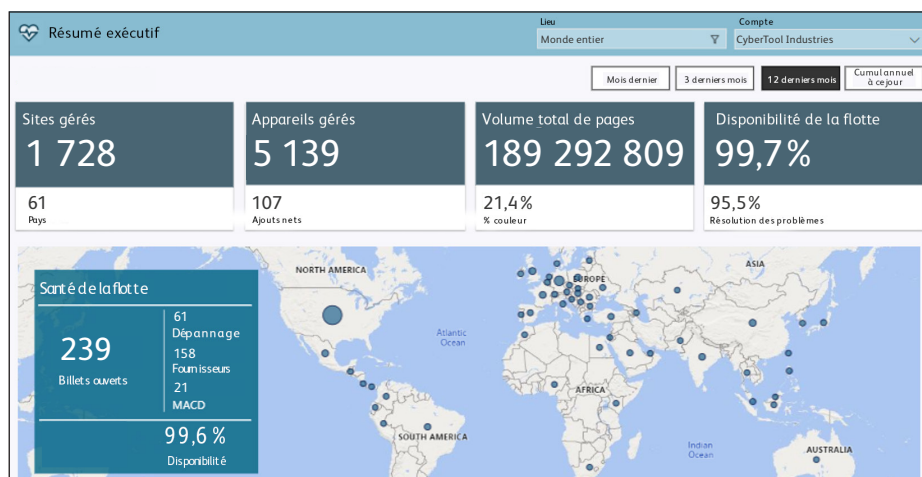 Résumé exécutif
Lieu
Monde entier
Compte
CyberTool Industries
Mois dernier
3 derniers mois
12 derniers mois
Cumul annuel
à ce jour
Sites gérés
1 728
61
Pays
Appareils gérés
5 139
107
Ajouts nets
Volume total de pages
189 292 809
21,4%
% couleur
Disponibilité de la flotte
99,7%
95,5%
Résolution des problèmes
Santé de la flotte
239
Billets ouverts
61
Dépannage
158
Fournisseurs
21
MACD
99,6 %
Disponibilité
NORTH AMERICA
Atlantic
Ocean
SOUTH AMERICA
EUROPE
AFRICA
ASIA
Indian
Ocean
AUSTRALIA